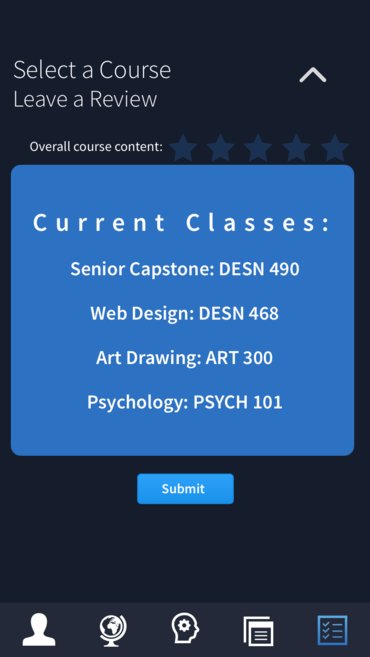 Select a Course
Leave a Review
Overall course content:
Current Classes:
Senior Capstone: DESN 490
Web Design: DESN 468
Art Drawing: ART 300
Psychology: PSYCH 101
Submit